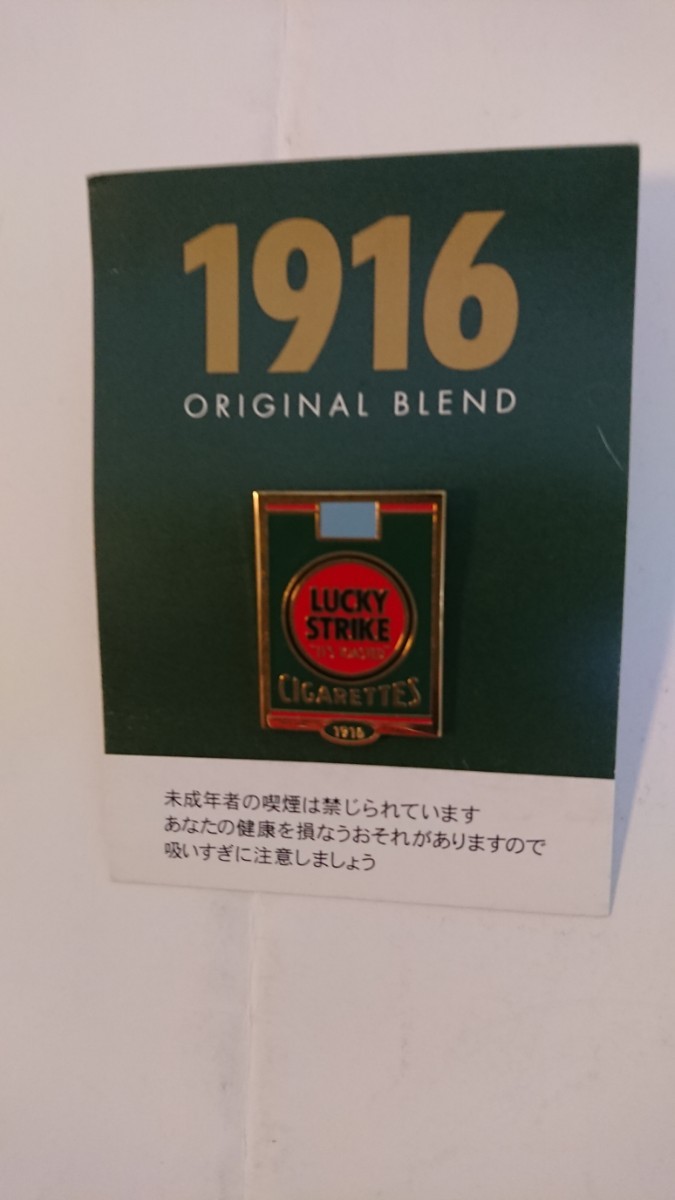 1916
ORIGINAL BLEND
LUCKY
STRIKE
"IT'S TOASTED"
CIGARETTES
1916
未成年者の喫煙は禁じられています
あなたの健康を損なうおそれがありますので
吸いすぎに注意しましょう